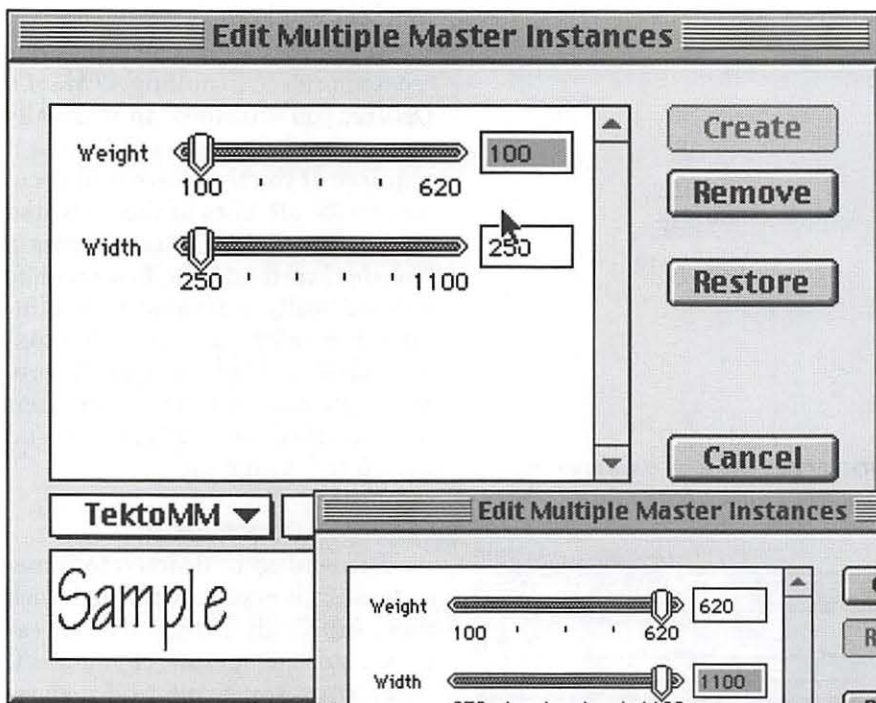 Edit Multiple Master Instances
Weight 100
100 620
Width 250
250 1100
Create
Remove
Restore
Cancel
TektoMM
Sample
Edit Multiple Master Instances
Weight 620
100 620
Width 1100